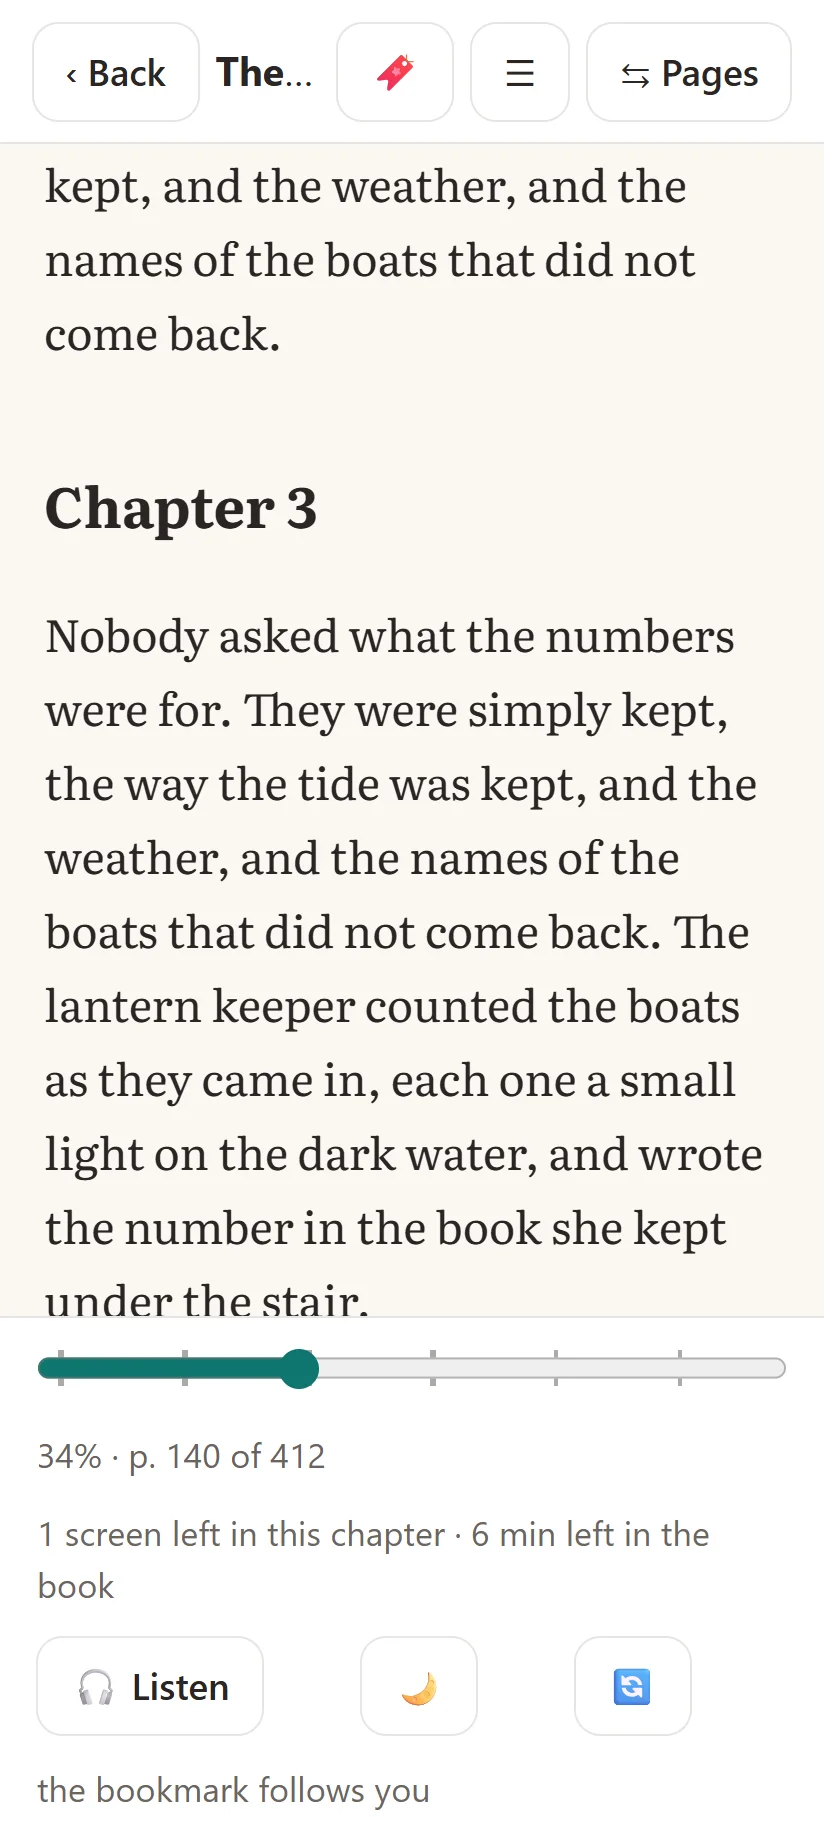 ‹ Back The... ☰ ⇆ Pages
kept, and the weather, and the
names of the boats that did not
come back.
Chapter 3
Nobody asked what the numbers
were for. They were simply kept,
the way the tide was kept, and the
weather, and the names of the
boats that did not come back. The
lantern keeper counted the boats
as they came in, each one a small
light on the dark water, and wrote
the number in the book she kept
under the stair.
34% · p. 140 of 412
1 screen left in this chapter · 6 min left in the
book
Listen
the bookmark follows you